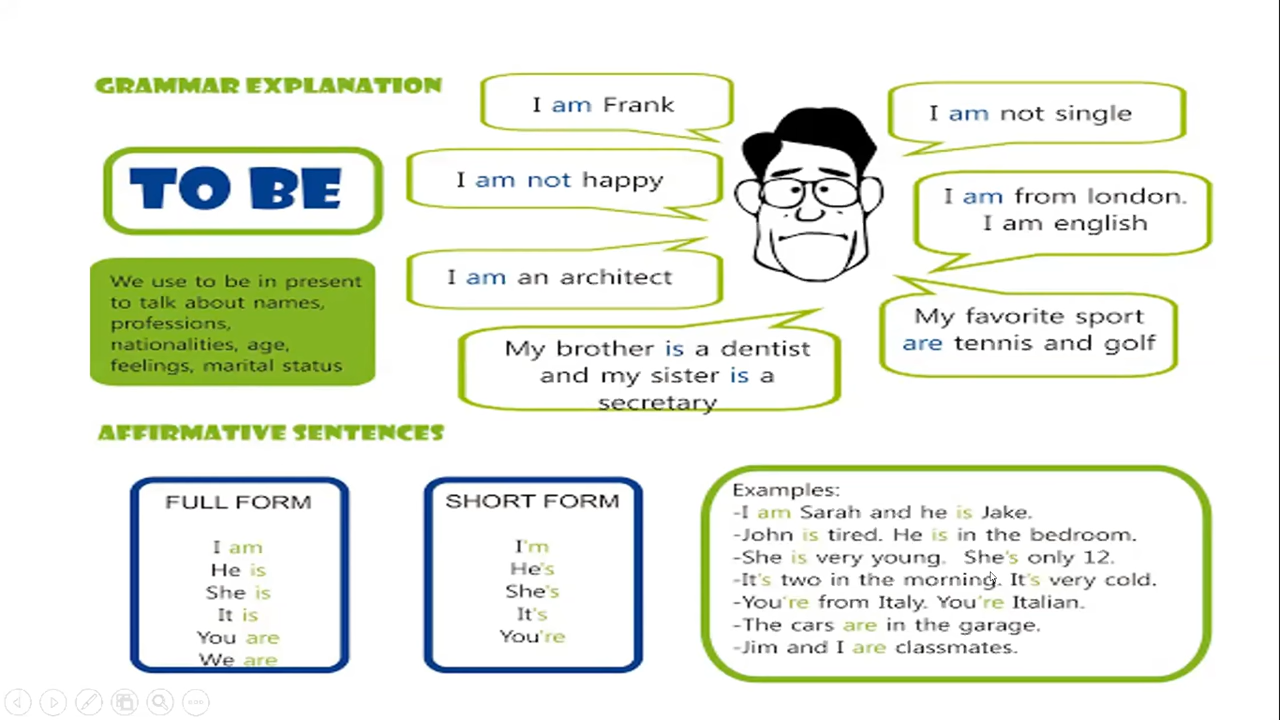 GRAMMAR EXPLANATION
TO BE
We use to be in present
to talk about names,
professions,
nationalities, age,
feelings, marital status
I am Frank
I am not happy
I am an architect
My brother is a dentist
and my sister is a
secretary
I am not single
I am from london.
I am english
My favorite sport
are tennis and golf
AFFIRMATIVE SENTENCES
FULL FORM
I am
He is
She is
It is
You are
We are
SHORT FORM
I'm
He's
She's
It's
You're
Examples:
-I am Sarah and he is Jake.
-John is tired. He is in the bedroom.
-She is very young. She's only 12.
-It's two in the morning. It's very cold.
-You're from Italy. You're Italian.
-The cars are in the garage.
-Jim and I are classmates.